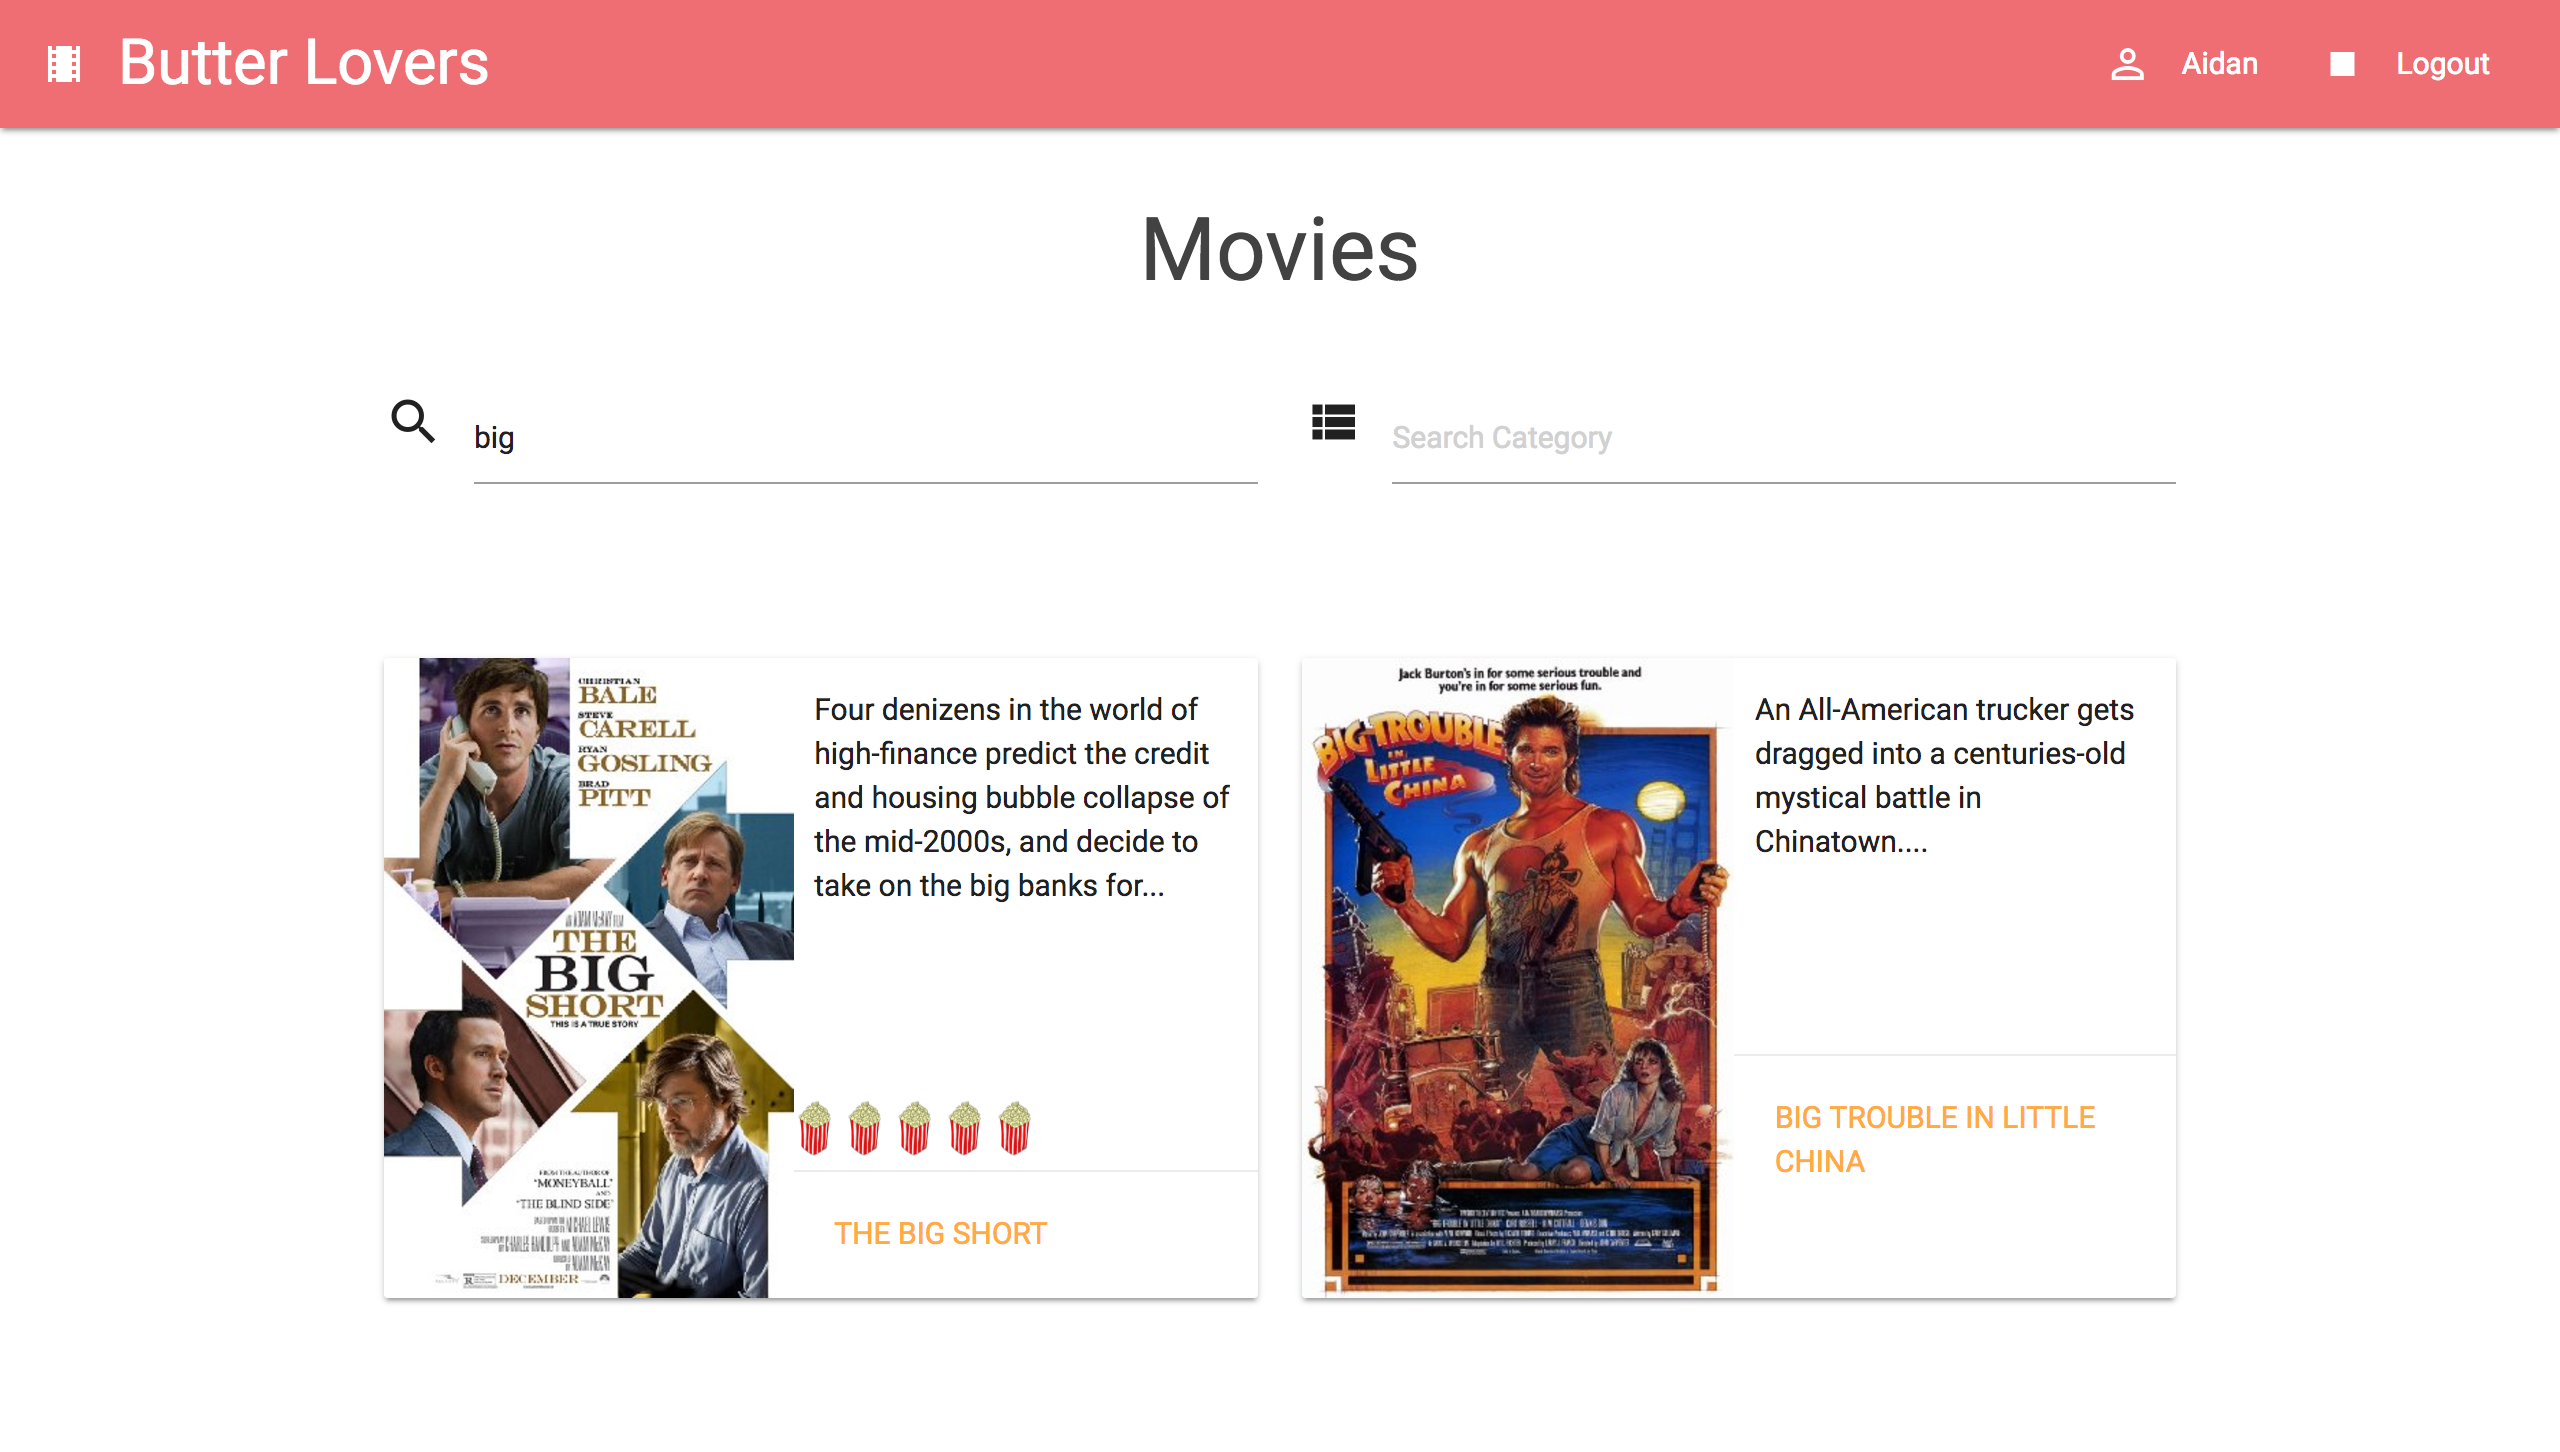 Butter Lovers
Aidan
Logout
Movies
big
Search Category
CHRISTIAN
BALE
STEVE
CARELL
RYAN
GOSLING
BRAD
PITT
AN ADAM McKAY FILM
THE
BIG
SHORT
THIS IS A TRUE STORY
FROM THE AUTHOR OF
"MONEYBALL"
AND
"THE BLIND SIDE"
R
DECEMBER
Four denizens in the world of
high-finance predict the credit
and housing bubble collapse of
the mid-2000s, and decide to
take on the big banks for...
THE BIG SHORT
Jack Burton's in for some serious trouble and
you're in for some serious fun.
BIG TROUBLE
IN
LITTLE
CHINA
An All-American trucker gets
dragged into a centuries-old
mystical battle in
Chinatown....
BIG TROUBLE IN LITTLE
CHINA